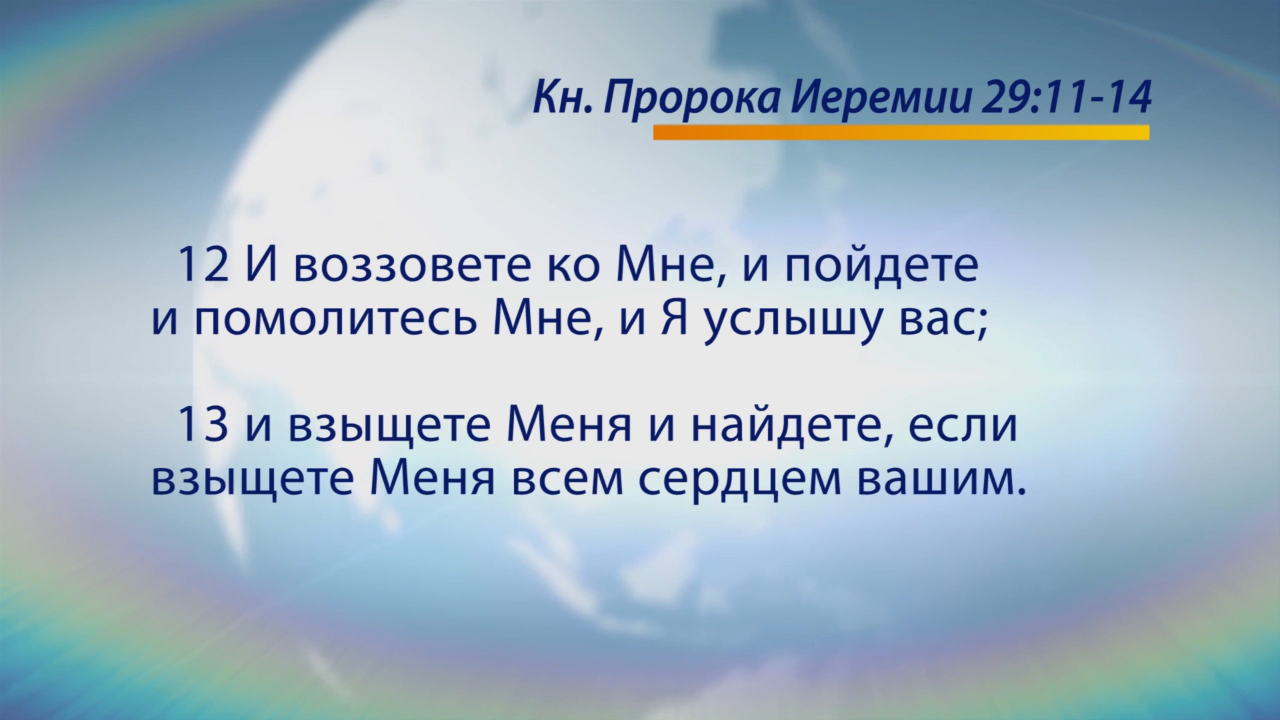 Кн. Пророка Иеремии 29:11-14
12 И воззовете ко Мне, и пойдете
и помолитесь Мне, и Я услышу вас;
13 и взыщете Меня и найдете, если
взыщете Меня всем сердцем вашим.